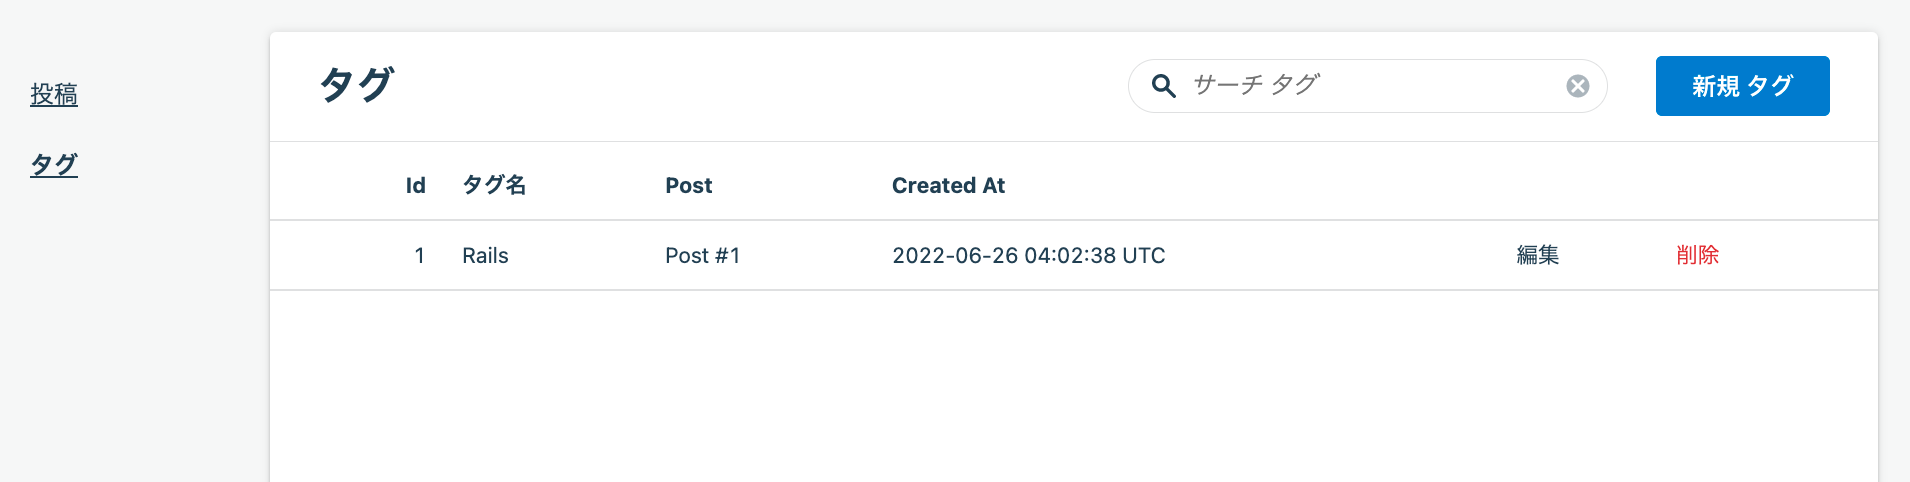 投稿
タグ
タグ
サーチ タグ
新規 タグ
Id タグ名 Post Created At
1 Rails Post #1 2022-06-26 04:02:38 UTC 編集 削除